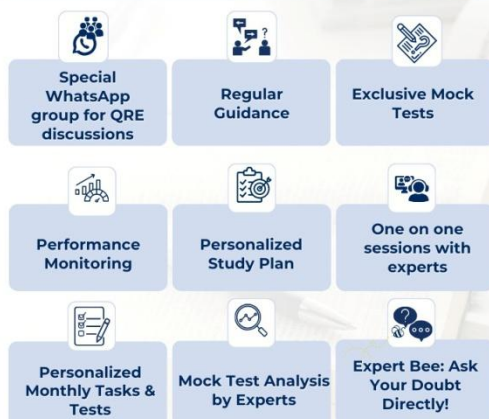 Special
WhatsApp
group for QRE
discussions
Regular
Guidance
Exclusive Mock
Tests
Performance
Monitoring
Personalized
Study Plan
One on one
sessions with
experts
Personalized
Monthly Tasks &
Tests
Mock Test Analysis
by Experts
Expert Bee: Ask
Your Doubt
Directly!